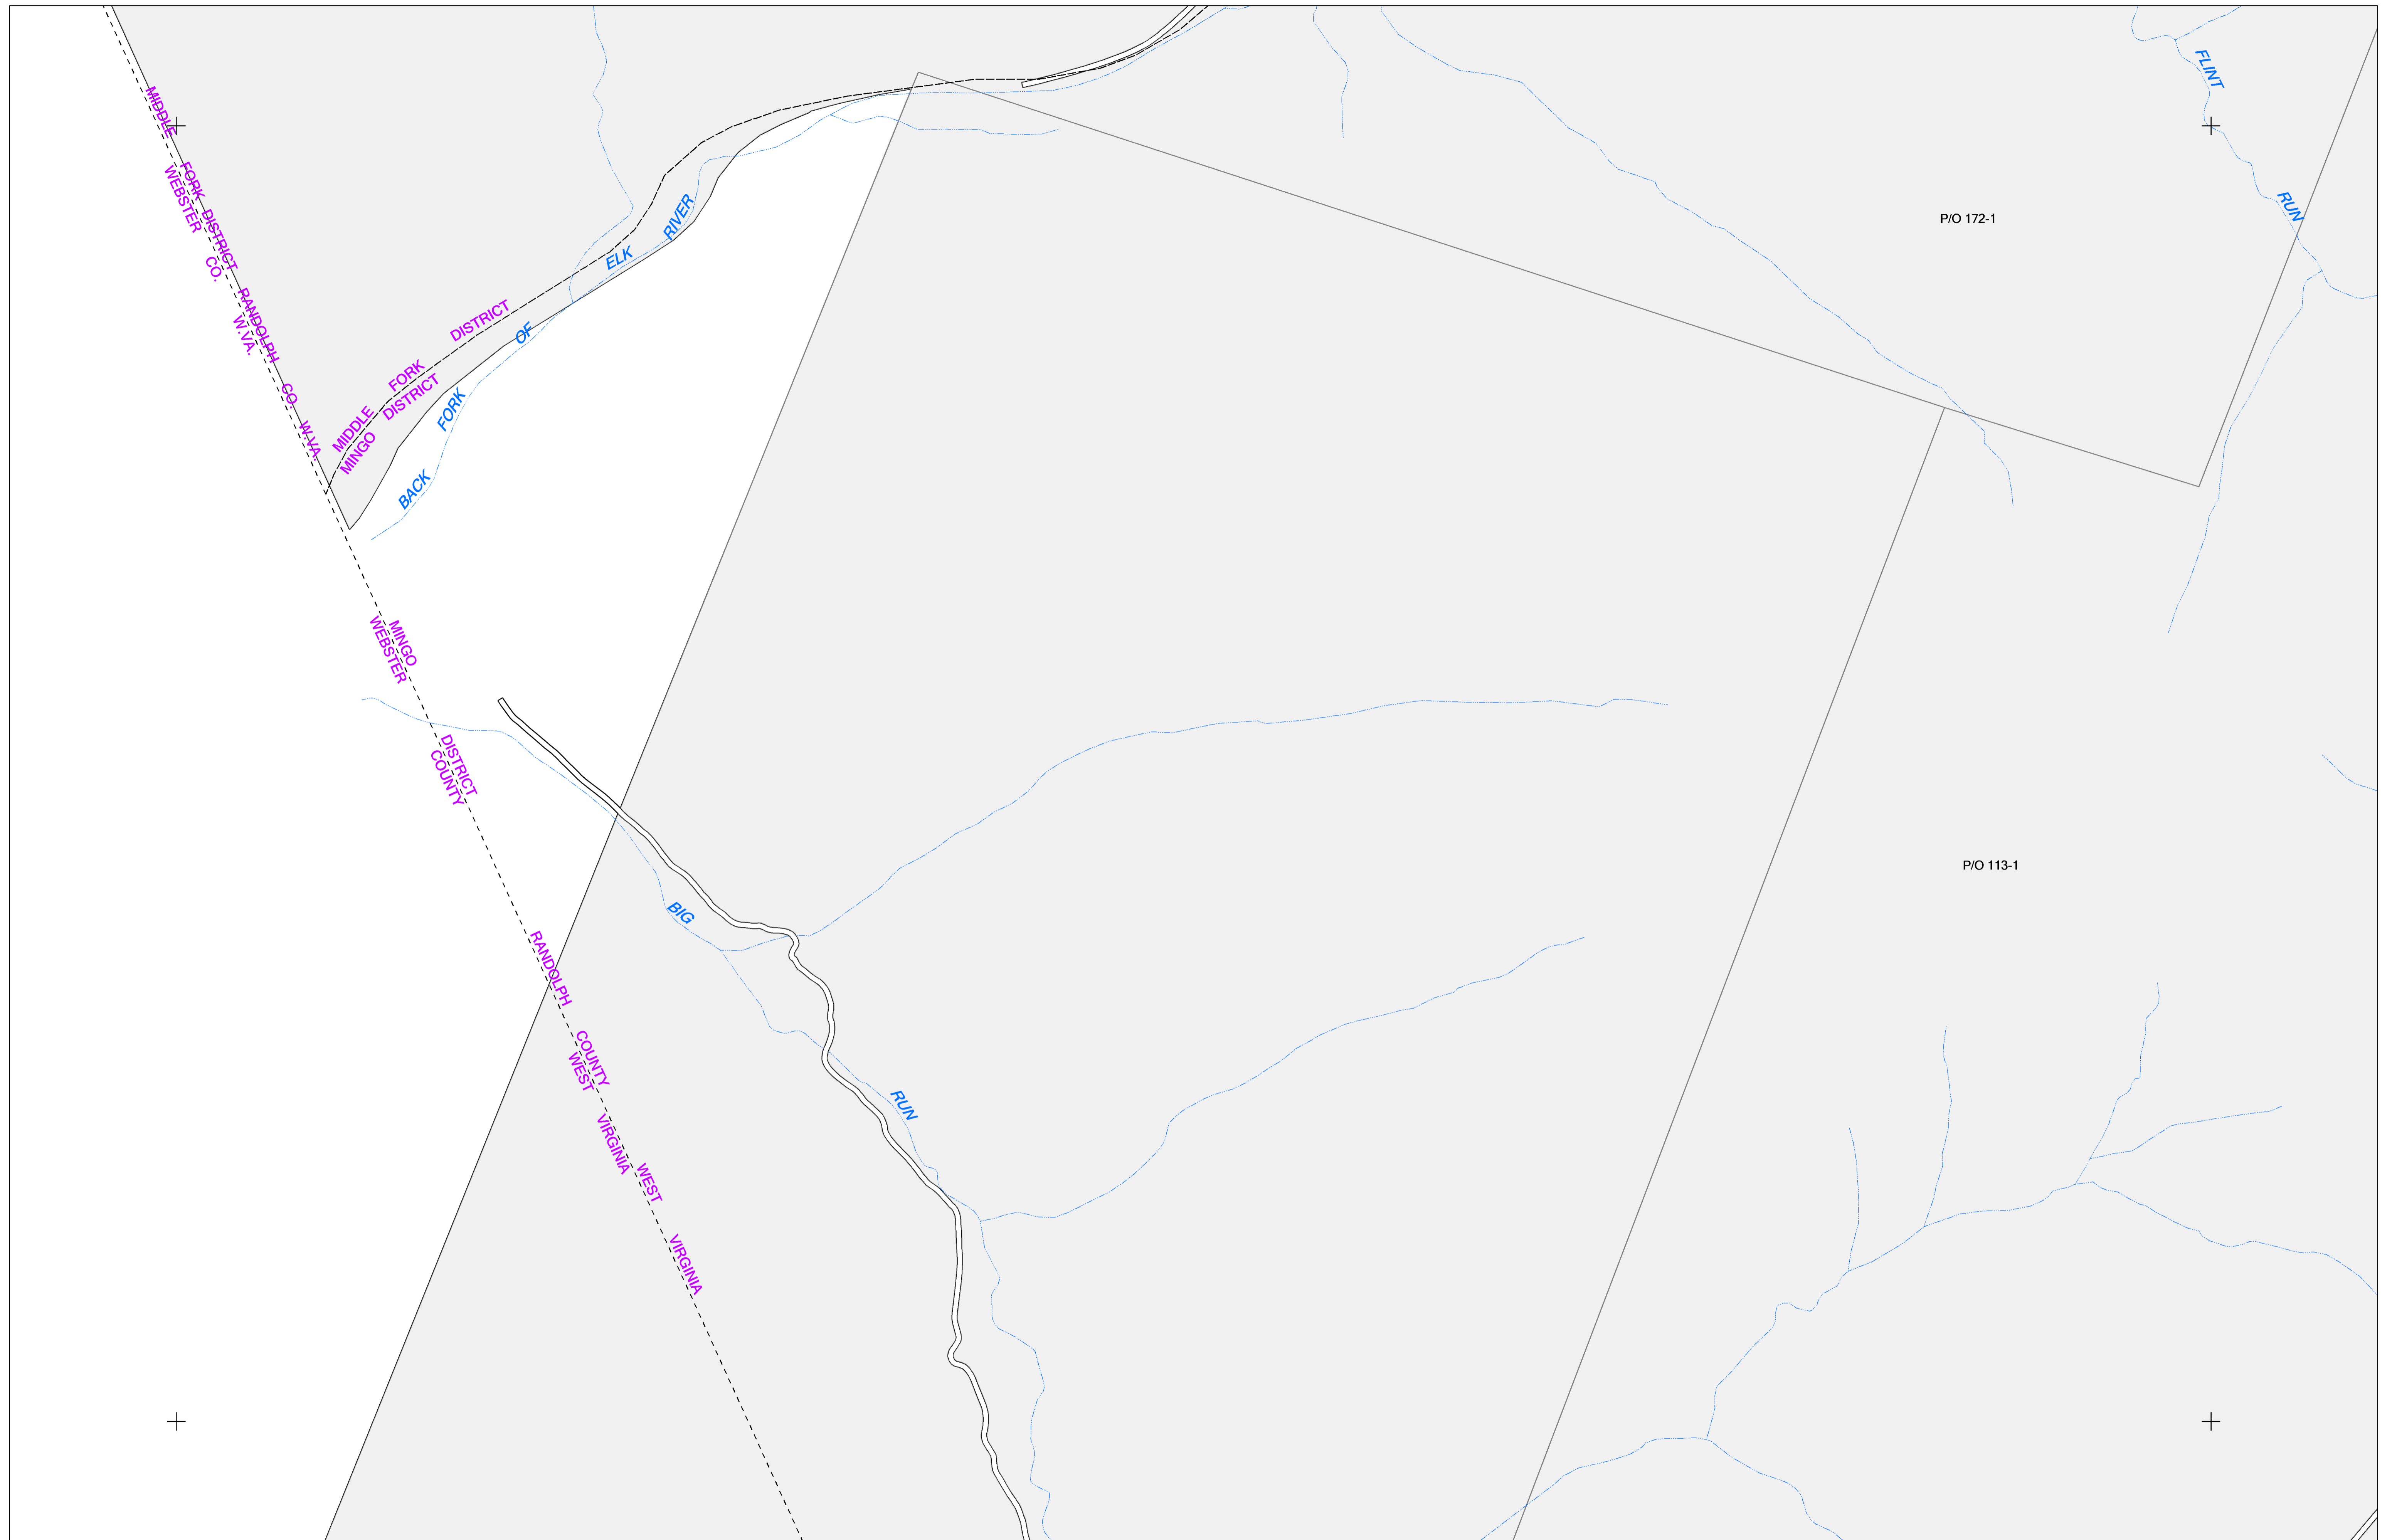 MIDDLE FORK DISTRICT RANDOLPH CO. W.VA.
WEBSTER CO. W.VA.
FLINT RUN
P/O 172-1
BACK FORK OF ELK RIVER
MIDDLE FORK DISTRICT
MINGO DISTRICT
MINGO DISTRICT RANDOLPH COUNTY WEST VIRGINIA
WEBSTER COUNTY WEST VIRGINIA
P/O 113-1
BIG RUN